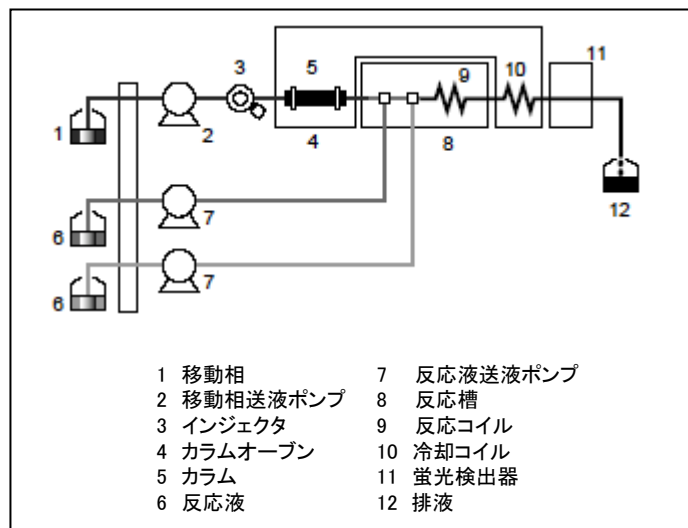 3
5
9
10
11
1
2
4
8
6
7
12
6
7
1 移動相
2 移動相送液ポンプ
3 インジェクタ
4 カラムオーブン
5 カラム
6 反応液
7 反応液送液ポンプ
8 反応槽
9 反応コイル
10 冷却コイル
11 蛍光検出器
12 排液